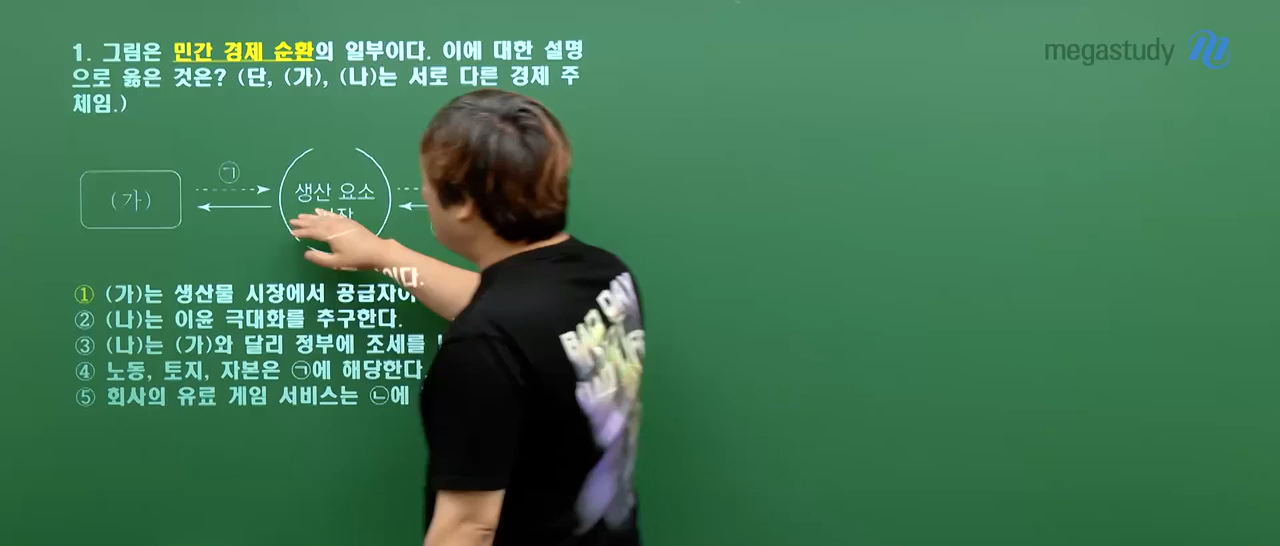 megastudy
1. 그림은 민간 경제 순환의 일부이다. 이에 대한 설명
으로 옳은 것은? (단, (가), (나)는 서로 다른 경제 주
체임.)
㉠
(가)
생산 요소
① (가)는 생산물 시장에서 공급자이다.
② (나)는 이윤 극대화를 추구한다.
③ (나)는 (가)와 달리 정부에 조세를
④ 노동, 토지, 자본은 ㉠에 해당한다.
⑤ 회사의 유료 게임 서비스는 ㉡에